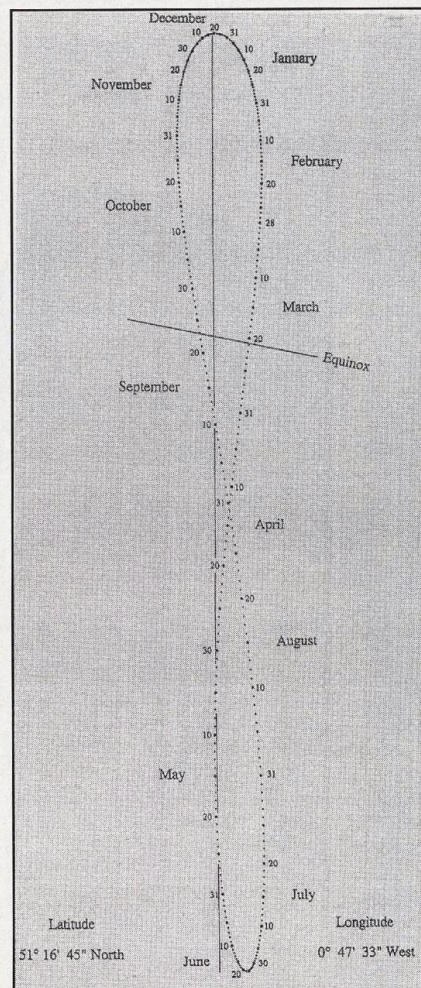 December
10 20 31
30 10
January
20 20
November
10 31
31 10
February
20 20
October
28
10
10
30
March
20
20
Equinox
September
31
10
10
31
April
20
20
August
30
10
10
May
31
20
20
31
July
Latitude
Longitude
10
10
51° 16' 45" North
0° 47' 33" West
June
30
20